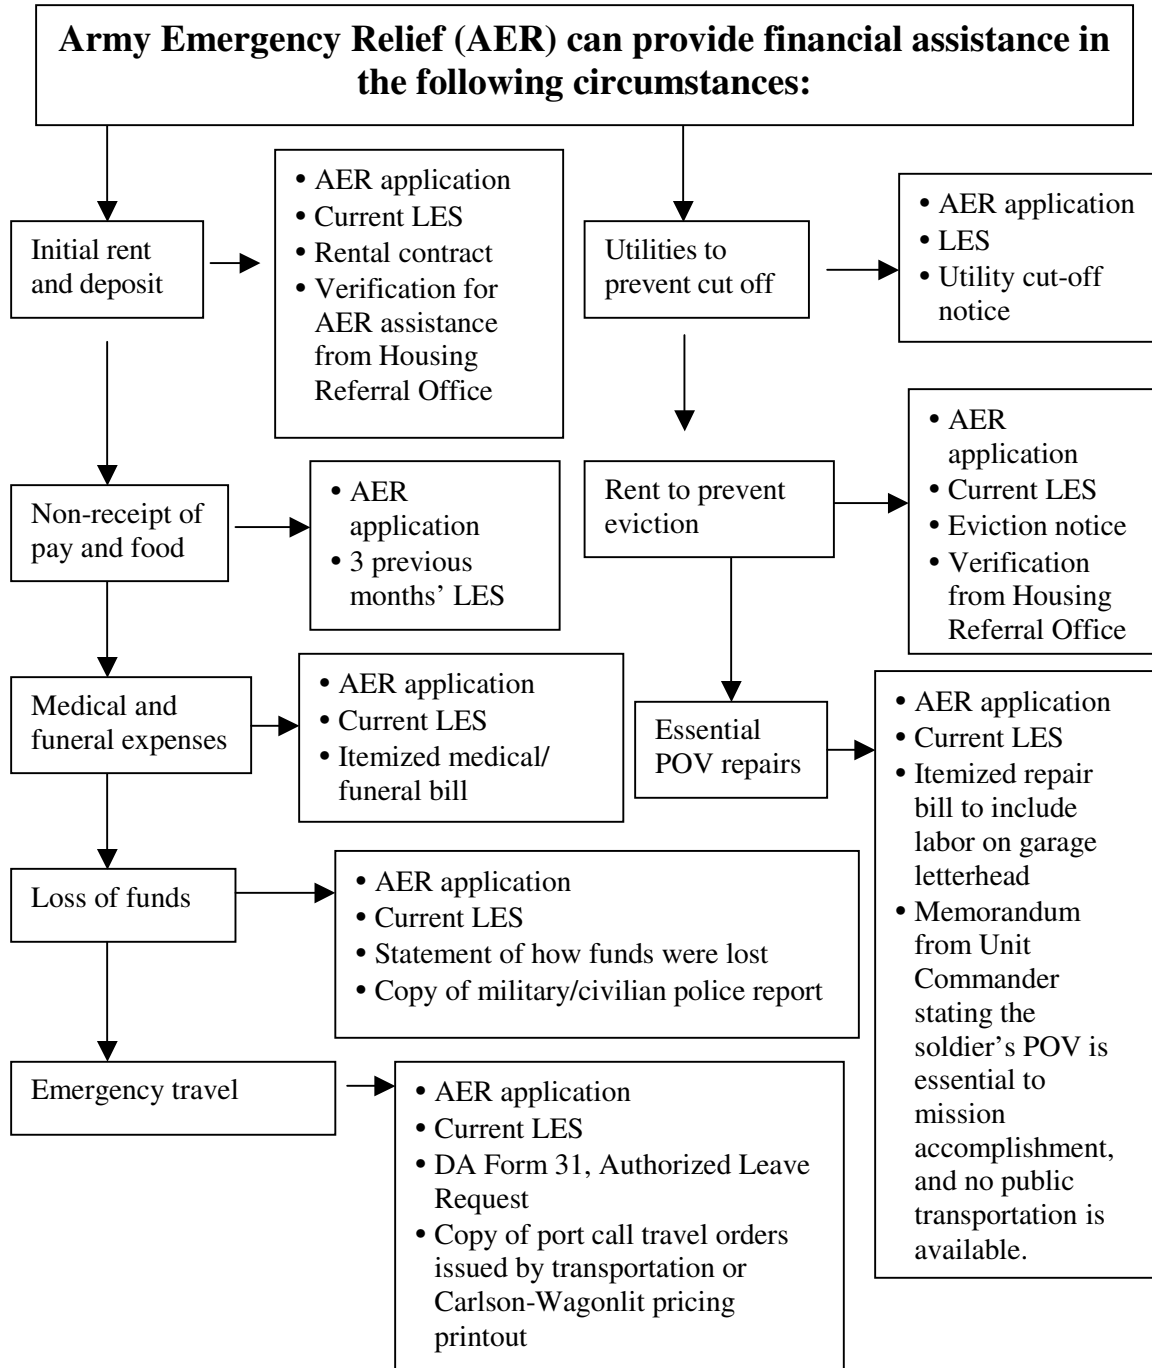 Army Emergency Relief (AER) can provide financial assistance in
the following circumstances:
Initial rent
and deposit
• AER application
• Current LES
• Rental contract
• Verification for
AER assistance
from Housing
Referral Office
Non-receipt of
pay and food
• AER
application
• 3 previous
months’ LES
Medical and
funeral expenses
• AER application
• Current LES
• Itemized medical/
funeral bill
Loss of funds
• AER application
• Current LES
• Statement of how funds were lost
• Copy of military/civilian police report
Emergency travel
• AER application
• Current LES
• DA Form 31, Authorized Leave
Request
• Copy of port call travel orders
issued by transportation or
Carlson-Wagonlit pricing
printout
Utilities to
prevent cut off
• AER application
• LES
• Utility cut-off
notice
Rent to prevent
eviction
• AER
application
• Current LES
• Eviction notice
• Verification
from Housing
Referral Office
Essential
POV repairs
• AER application
• Current LES
• Itemized repair
bill to include
labor on garage
letterhead
• Memorandum
from Unit
Commander
stating the
soldier’s POV is
essential to
mission
accomplishment,
and no public
transportation is
available.